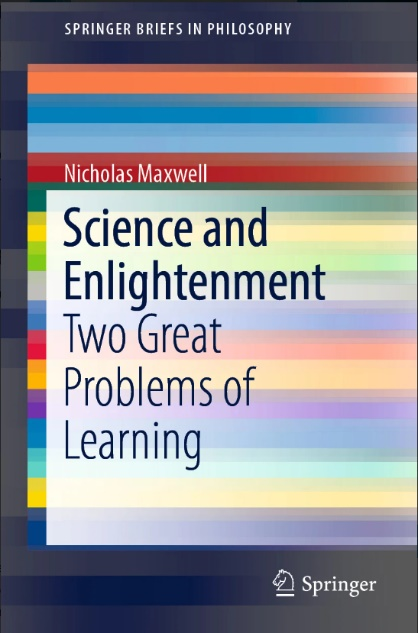 SPRINGER BRIEFS IN PHILOSOPHY
Nicholas Maxwell
Science and
Enlightenment
Two Great
Problems of
Learning
Springer